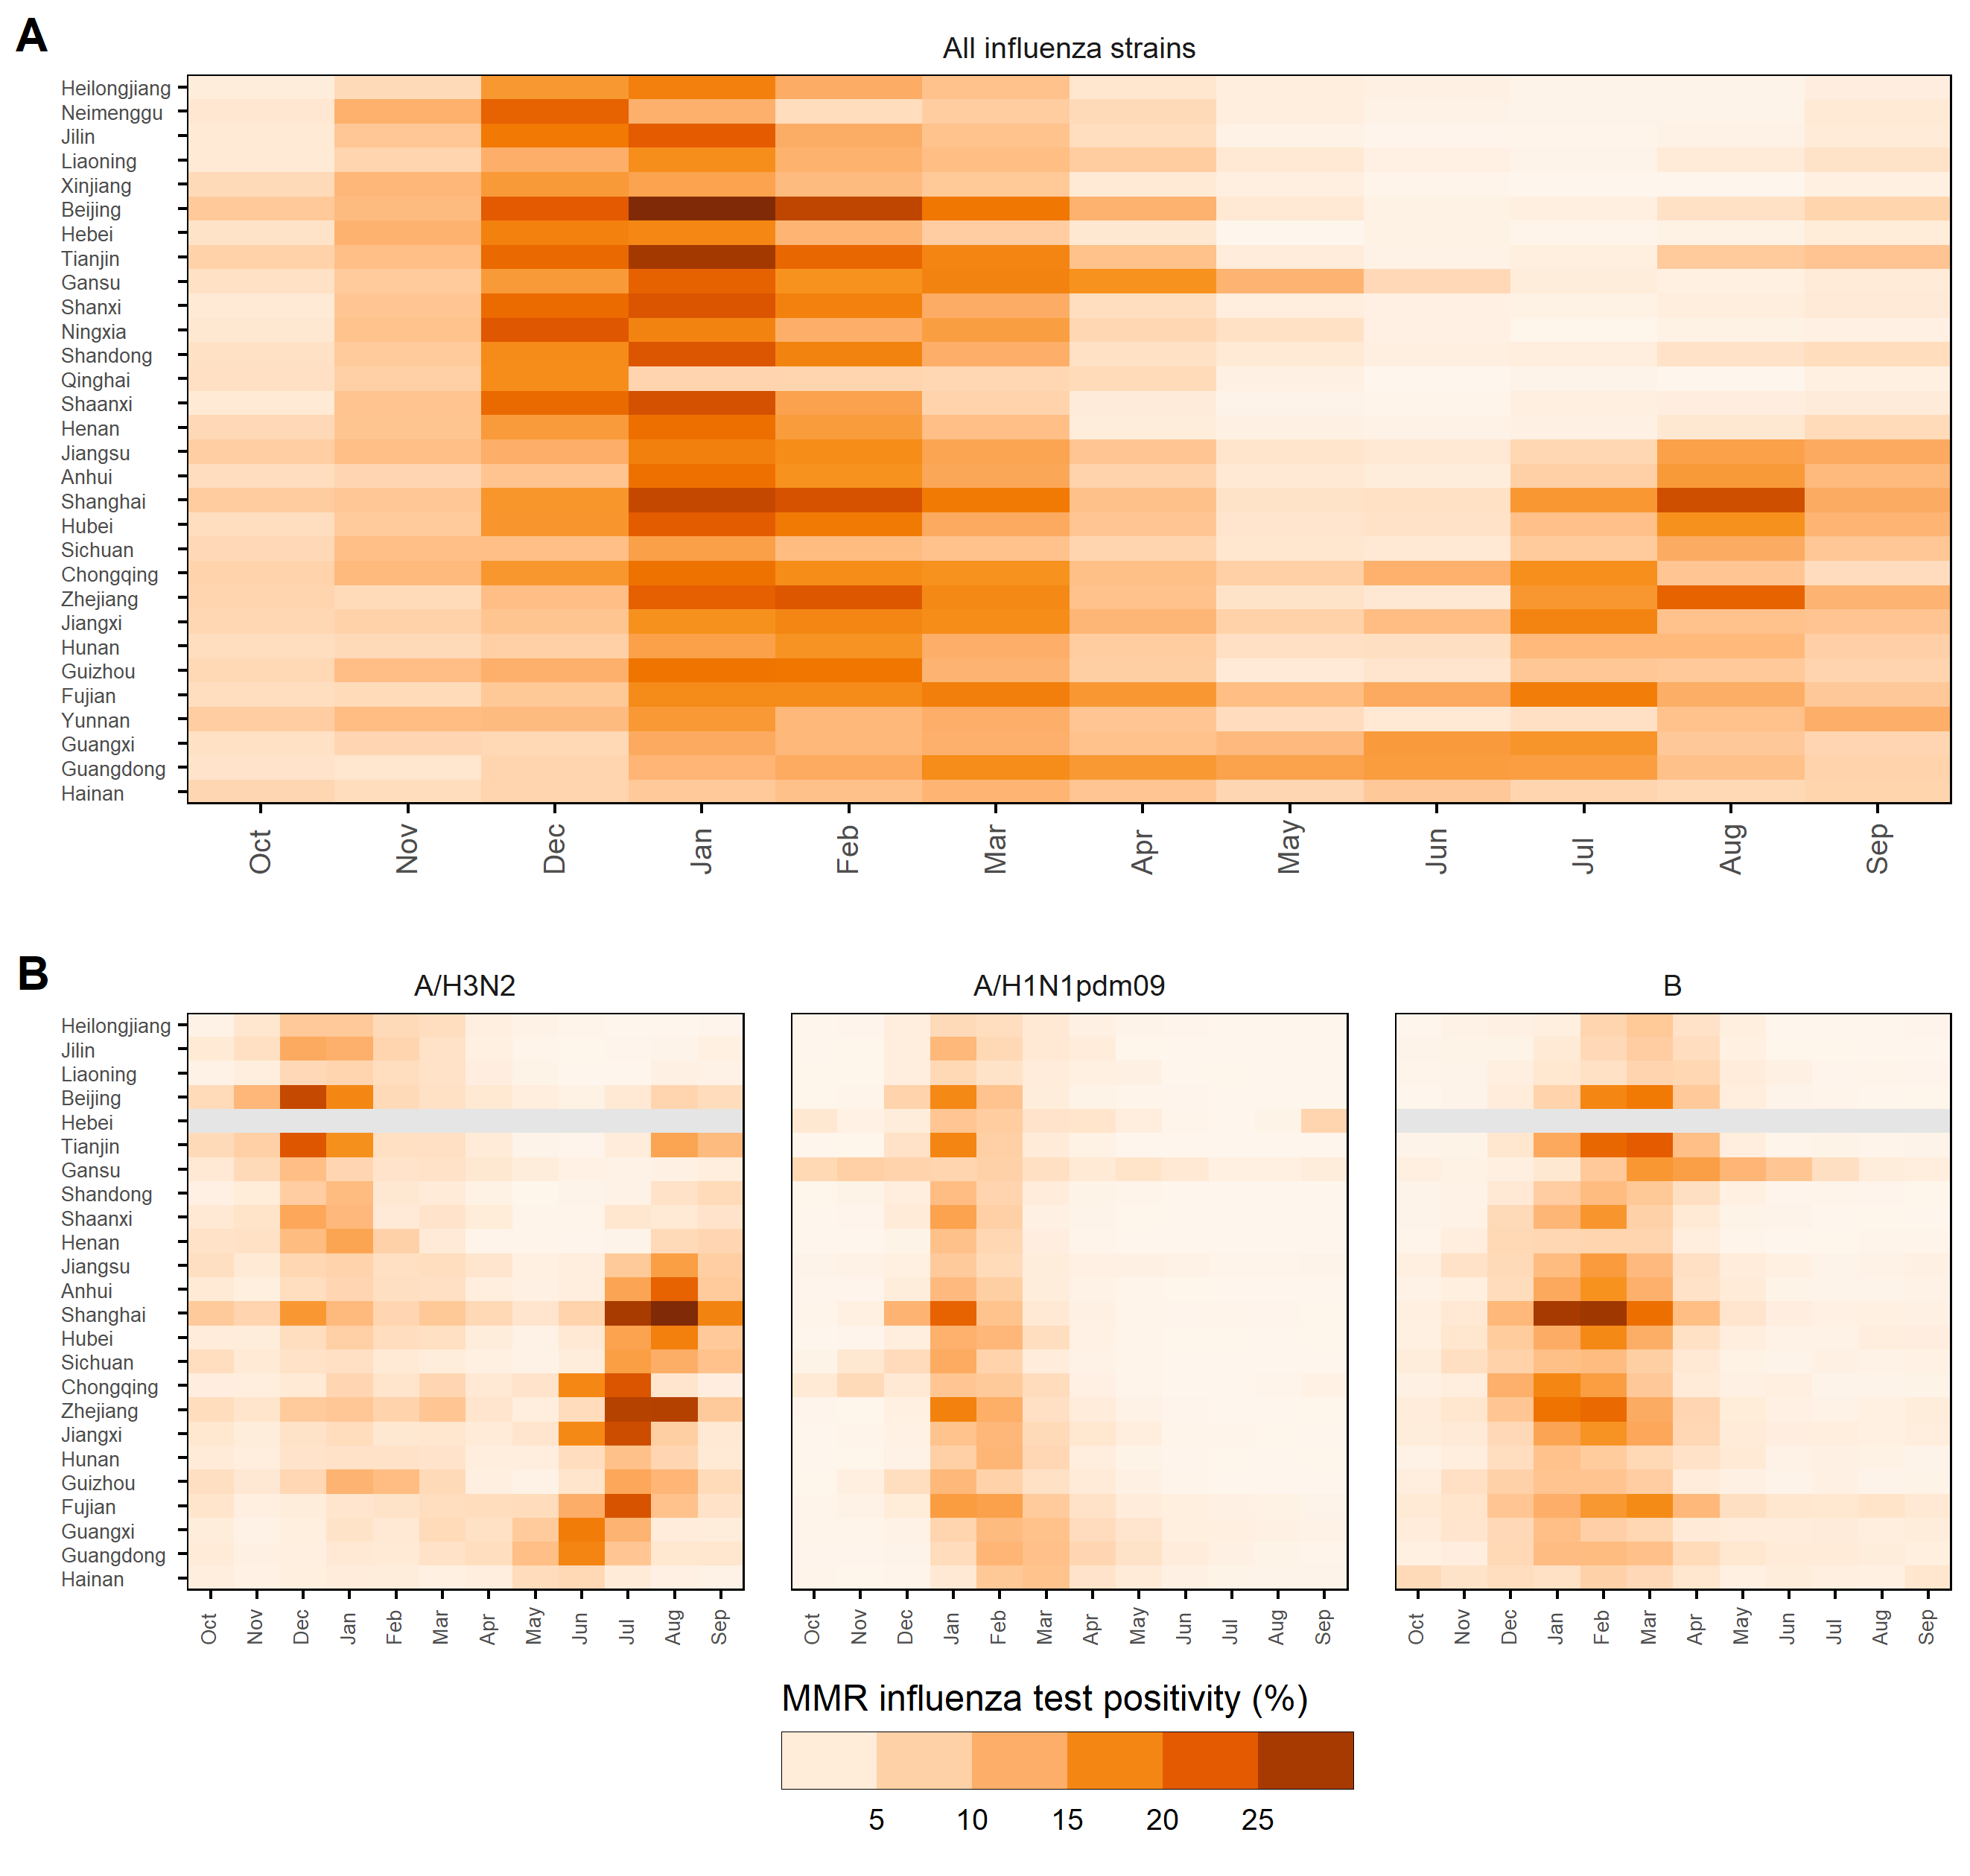 A
All influenza strains
Heilongjiang
Neimenggu
Jilin
Liaoning
Xinjiang
Beijing
Hebei
Tianjin
Gansu
Shanxi
Ningxia
Shandong
Qinghai
Shaanxi
Henan
Jiangsu
Anhui
Shanghai
Hubei
Sichuan
Chongqing
Zhejiang
Jiangxi
Hunan
Guizhou
Fujian
Yunnan
Guangxi
Guangdong
Hainan
Oct Nov Dec Jan Feb Mar Apr May Jun Jul Aug Sep
B
A/H3N2 A/H1N1pdm09 B
Heilongjiang
Jilin
Liaoning
Beijing
Hebei
Tianjin
Gansu
Shandong
Shaanxi
Henan
Jiangsu
Anhui
Shanghai
Hubei
Sichuan
Chongqing
Zhejiang
Jiangxi
Hunan
Guizhou
Fujian
Guangxi
Guangdong
Hainan
Oct Nov Dec Jan Feb Mar Apr May Jun Jul Aug Sep Oct Nov Dec Jan Feb Mar Apr May Jun Jul Aug Sep Oct Nov Dec Jan Feb Mar Apr May Jun Jul Aug Sep
MMR influenza test positivity (%)
5 10 15 20 25